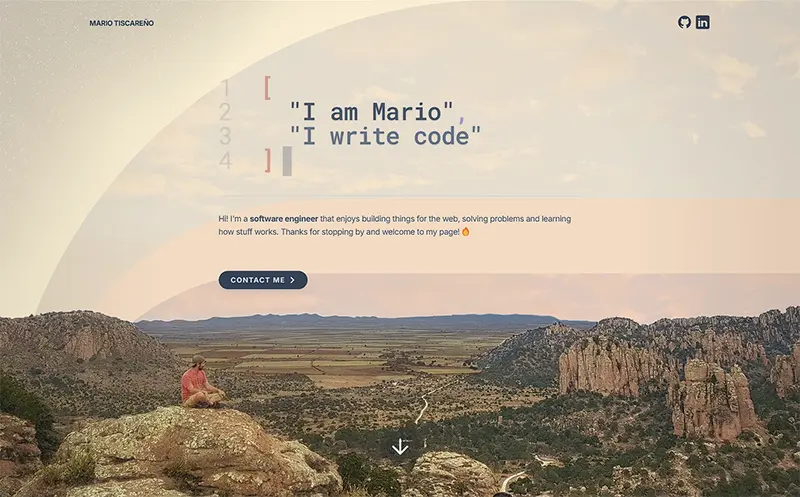 MARIO TISCAREÑO
in
1 [
2 "I am Mario",
3 "I write code"
4 ]
Hi! I'm a software engineer that enjoys building things for the web, solving problems and learning
how stuff works. Thanks for stopping by and welcome to my page! 🔥
CONTACT ME